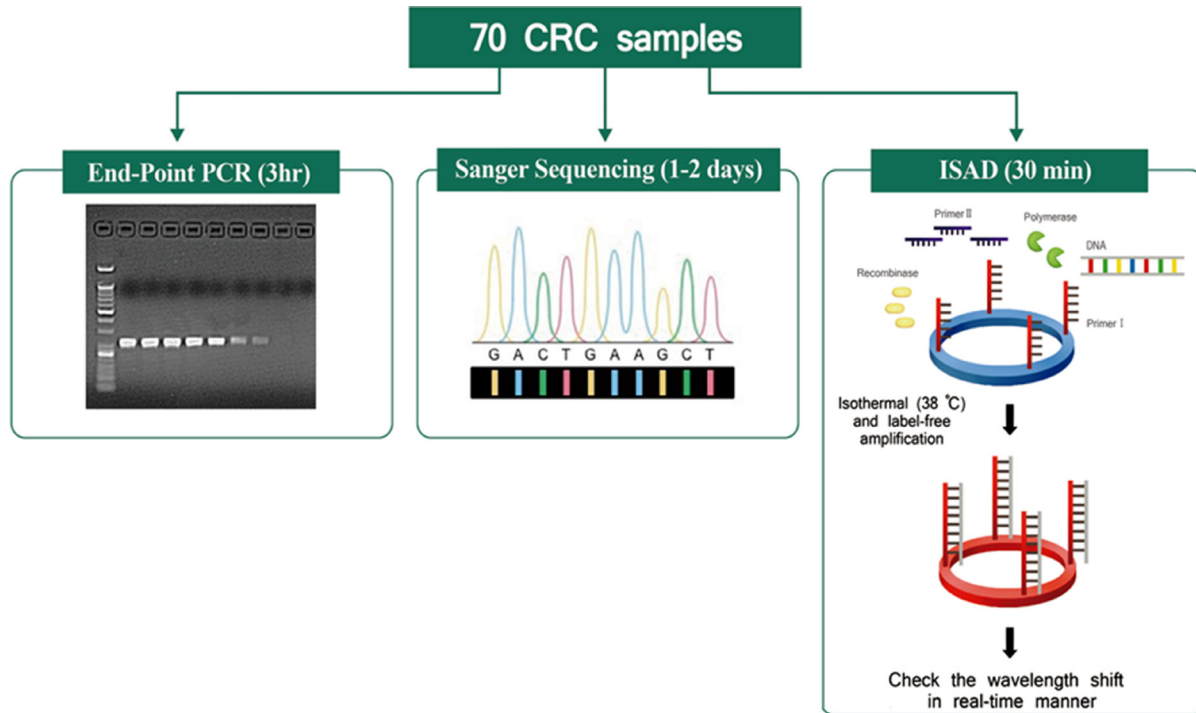 70 CRC samples
End-Point PCR (3hr)
Sanger Sequencing (1-2 days)
G A C T G A A G C T
ISAD (30 min)
Primer Ⅱ
Polymerase
DNA
Recombinase
Primer Ⅰ
Isothermal (38 ℃)
and label-free
amplification
Check the wavelength shift
in real-time manner